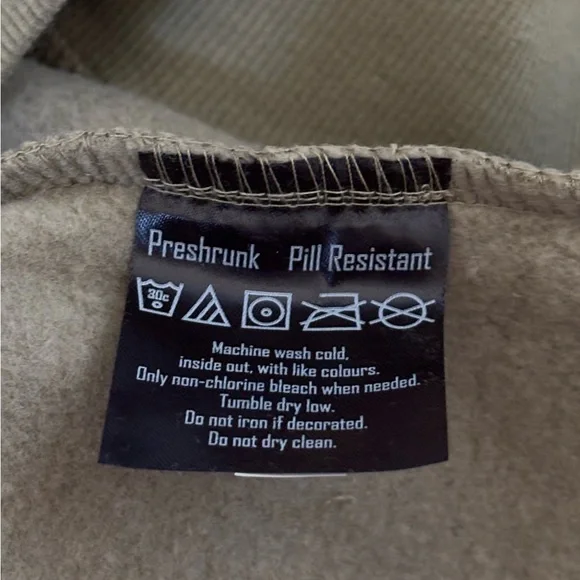 Preshrunk Pill Resistant
30c
Machine wash cold,
inside out, with like colours.
Only non-chlorine bleach when needed.
Tumble dry low.
Do not iron if decorated.
Do not dry clean.